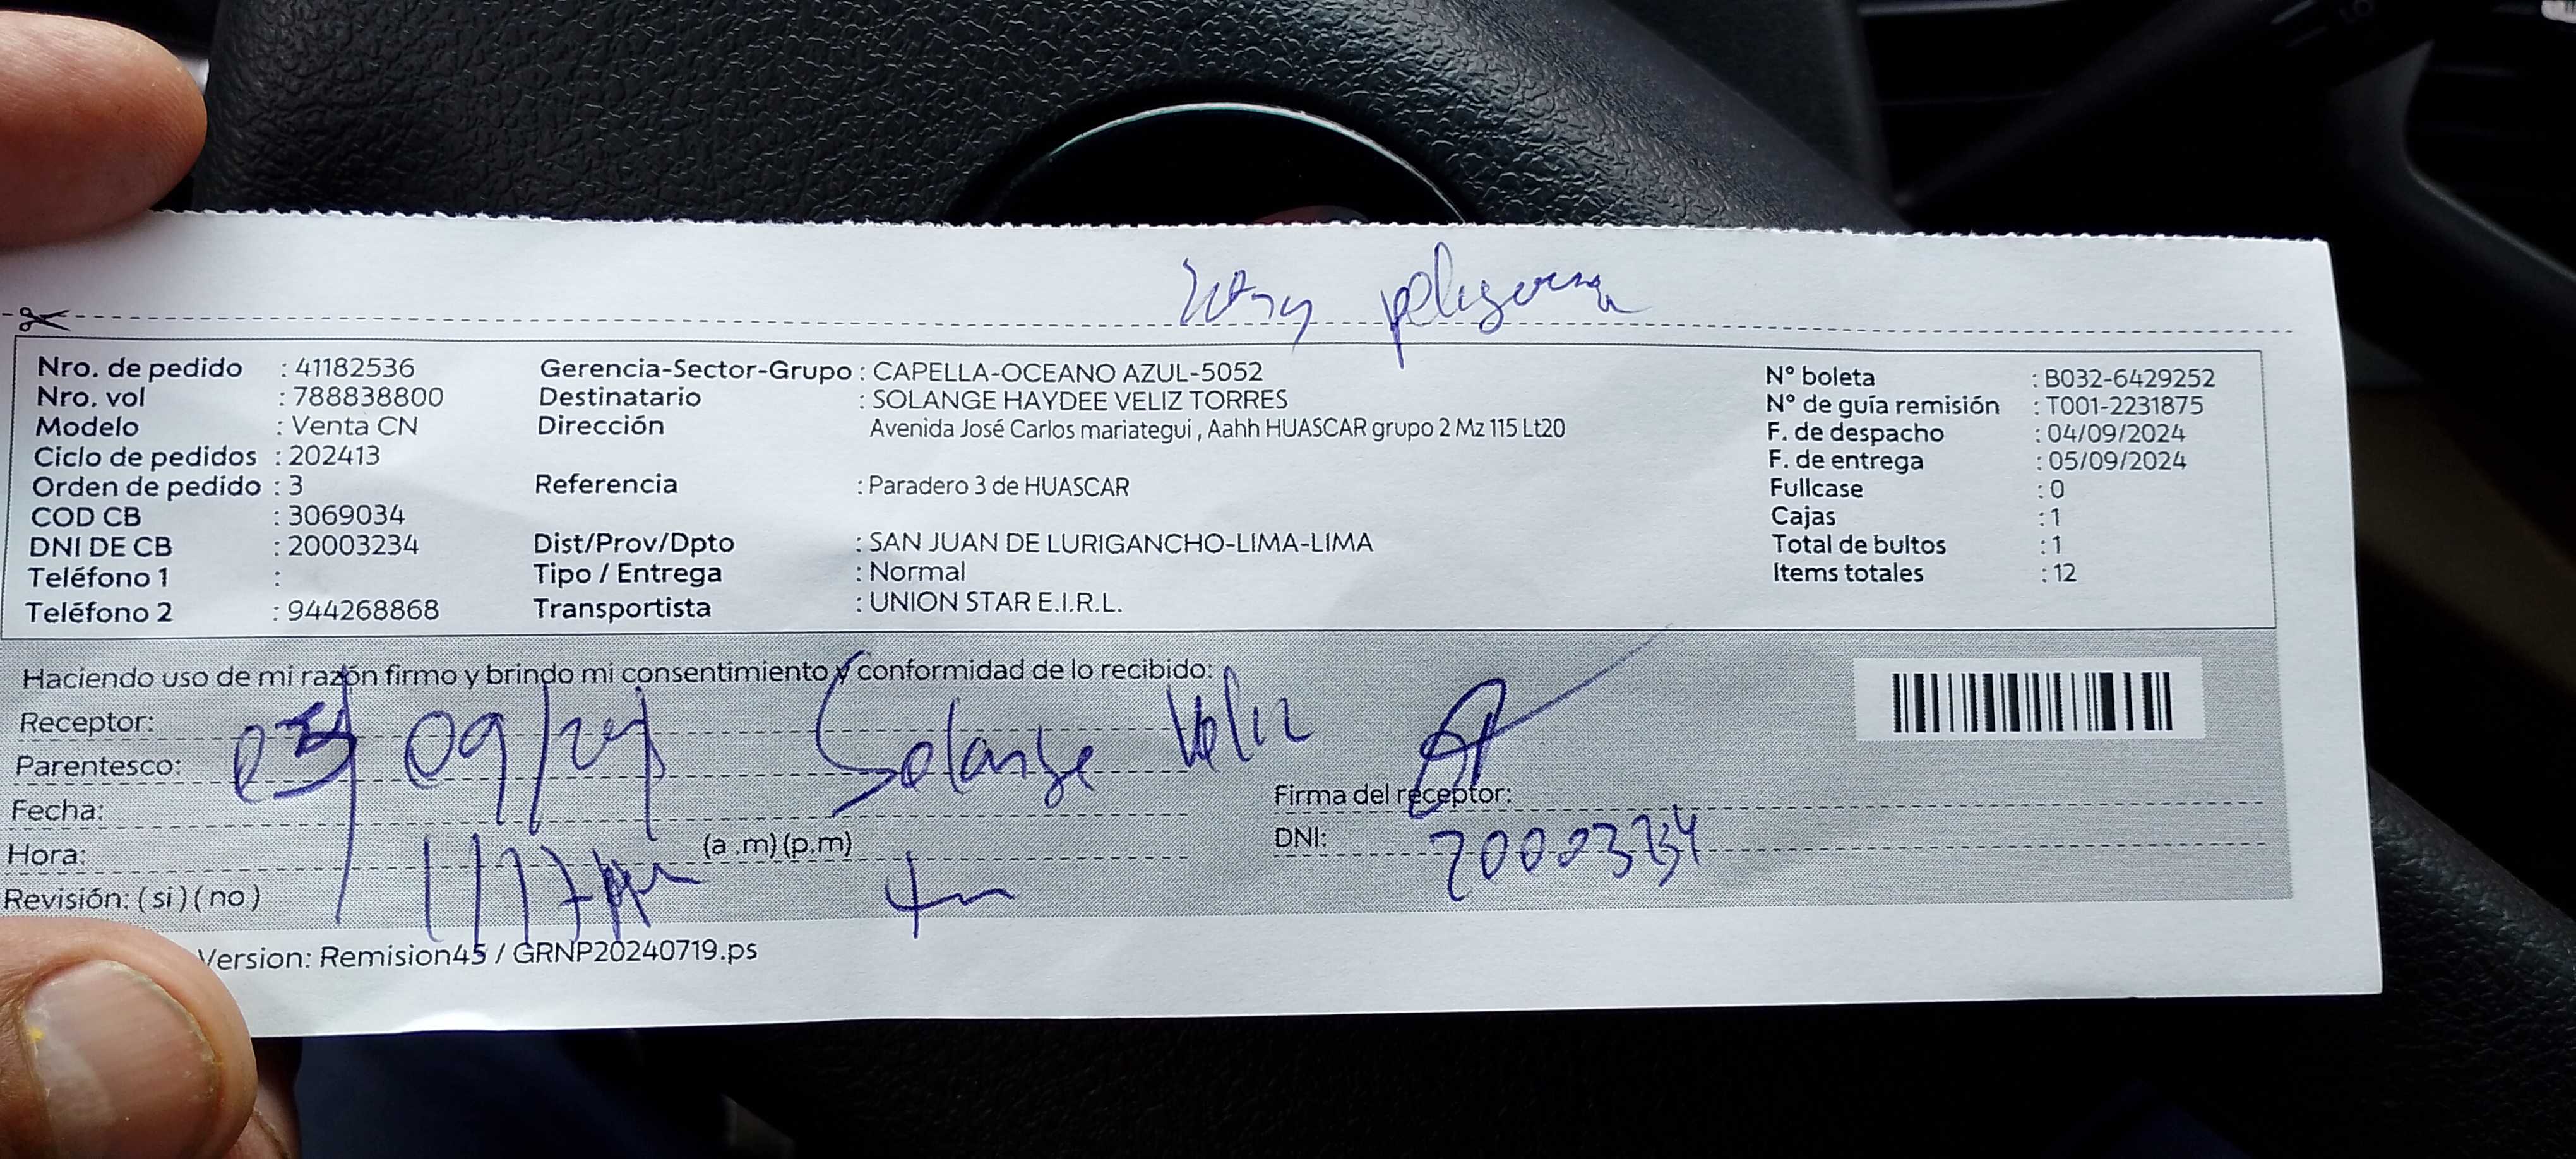 Zona peligrosa
Nro. de pedido : 41182536
Nro. vol : 788838800
Modelo : Venta CN
Ciclo de pedidos : 202413
Orden de pedido : 3
COD CB : 3069034
DNI DE CB : 20003234
Teléfono 1 :
Teléfono 2 : 944268868
Gerencia-Sector-Grupo : CAPELLA-OCEANO AZUL-5052
Destinatario : SOLANGE HAYDEE VELIZ TORRES
Dirección Avenida José Carlos mariategui , Aahh HUASCAR grupo 2 Mz 115 Lt20
Referencia : Paradero 3 de HUASCAR
Dist/Prov/Dpto : SAN JUAN DE LURIGANCHO-LIMA-LIMA
Tipo / Entrega : Normal
Transportista : UNION STAR E.I.R.L.
N° boleta : B032-6429252
N° de guía remisión : T001-2231875
F. de despacho : 04/09/2024
F. de entrega : 05/09/2024
Fullcase : 0
Cajas : 1
Total de bultos : 1
Items totales : 12
Haciendo uso de mi razón firmo y brindo mi consentimiento y conformidad de lo recibido:
Receptor:
Parentesco:
09/24 Solange Veliz
Fecha:
Hora: (a .m) (p.m)
Revisión: ( si ) ( no )
Firma del receptor:
DNI: 20003234
Version: Remision45 / GRNP20240719.ps